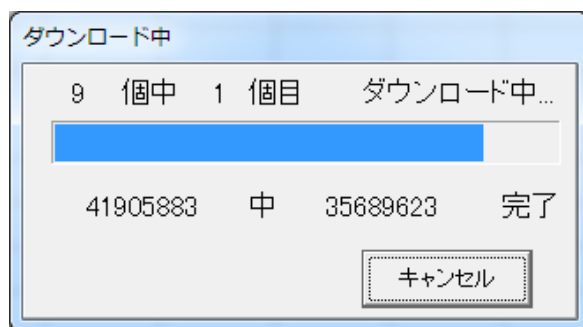 ダウンロード中
9 個中 1 個目 ダウンロード中...
41905883 中 35689623 完了
キャンセル